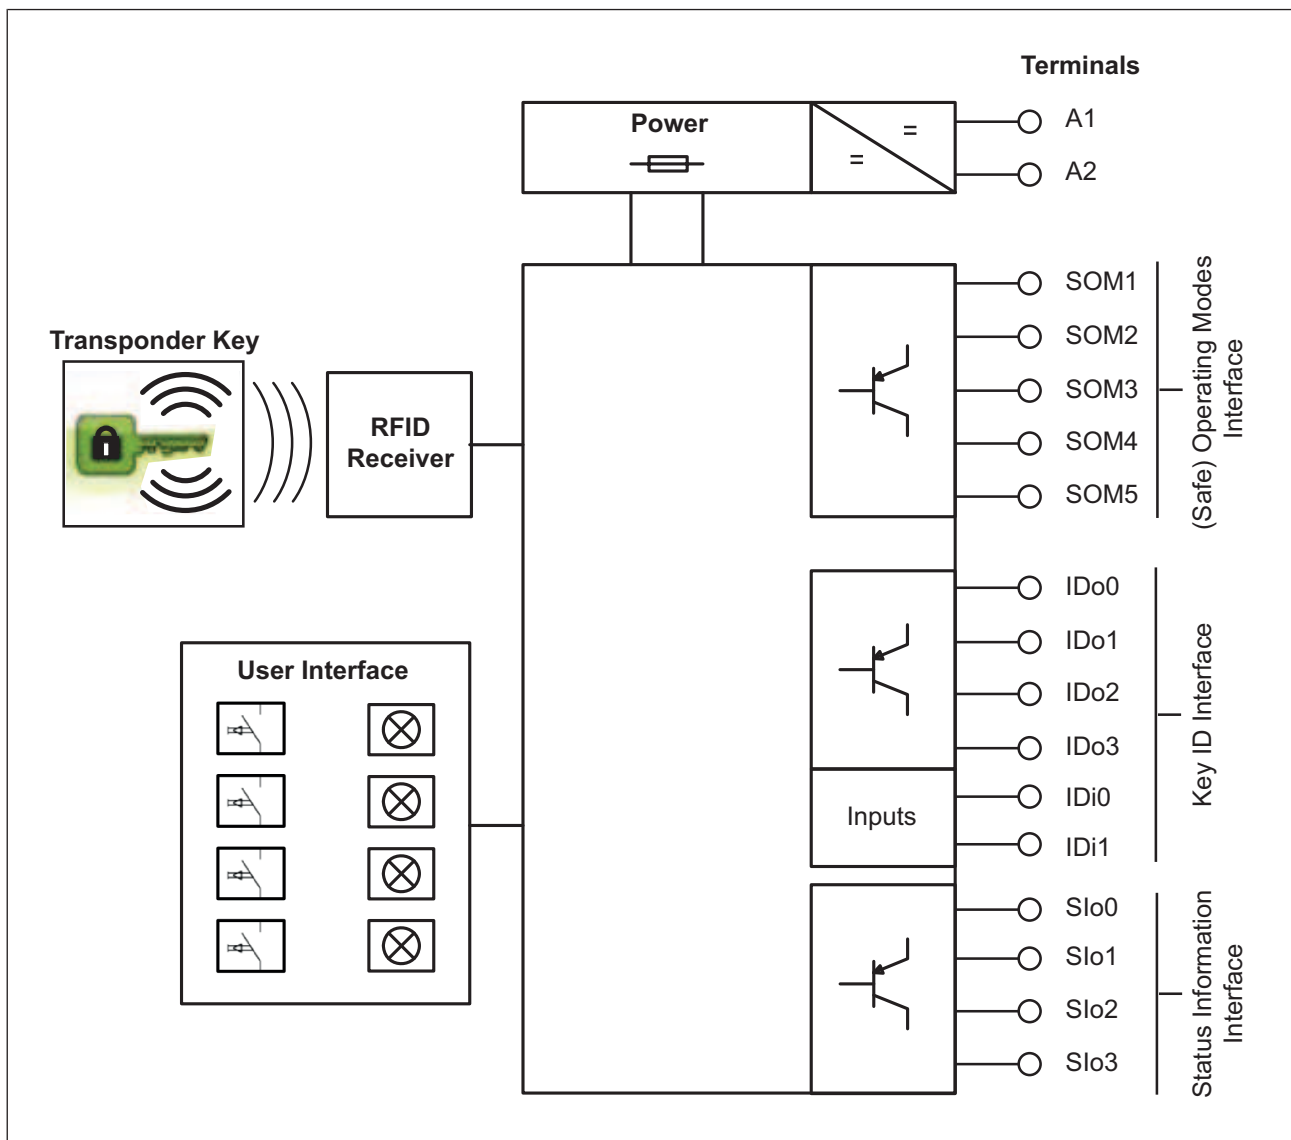 Terminals
Power
=
=
A1
A2
SOM1
SOM2
SOM3
SOM4
SOM5
(Safe) Operating Modes
Interface
Transponder Key
RFID
Receiver
IDo0
IDo1
IDo2
IDo3
Inputs
IDi0
IDi1
Key ID Interface
User Interface
SIo0
SIo1
SIo2
SIo3
Status Information
Interface